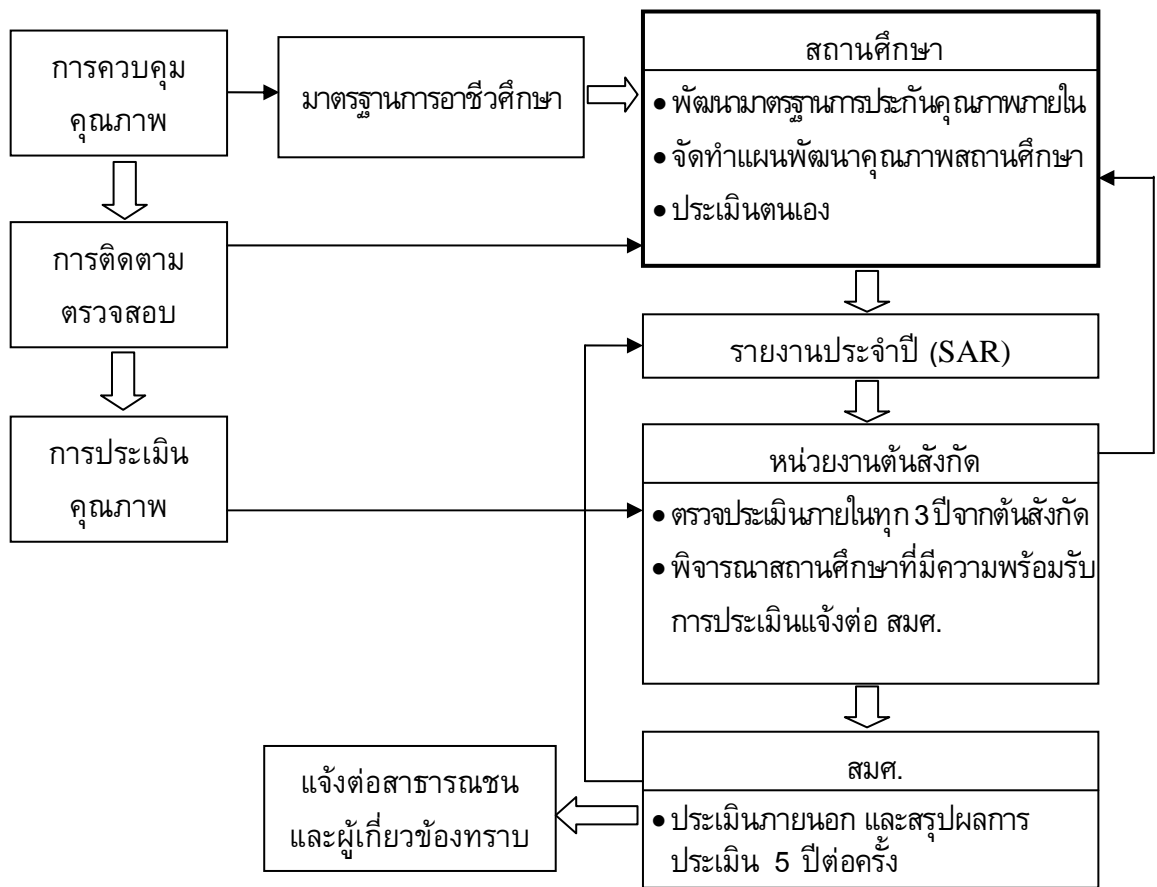 การควบคุม
คุณภาพ
มาตรฐานการอาชีวศึกษา
สถานศึกษา
• พัฒนามาตรฐานการประกันคุณภาพภายใน
• จัดทำแผนพัฒนาคุณภาพสถานศึกษา
• ประเมินตนเอง
การติดตาม
ตรวจสอบ
รายงานประจำปี (SAR)
การประเมิน
คุณภาพ
หน่วยงานต้นสังกัด
• ตรวจประเมินภายในทุก 3 ปีจากต้นสังกัด
• พิจารณาสถานศึกษาที่มีความพร้อมรับ
การประเมินแจ้งต่อ สมศ.
แจ้งต่อสาธารณชน
และผู้เกี่ยวข้องทราบ
สมศ.
• ประเมินภายนอก และสรุปผลการ
ประเมิน 5 ปีต่อครั้ง